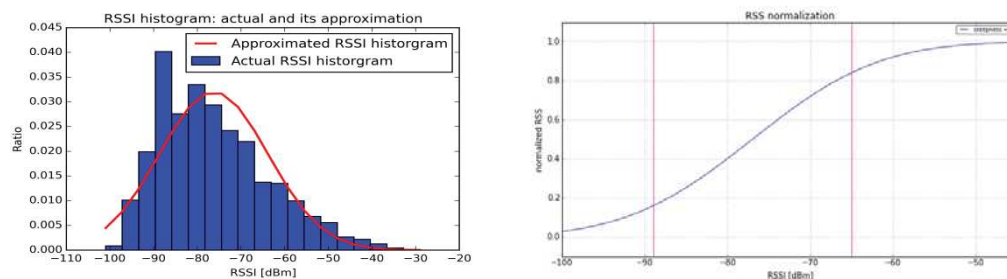 RSSI histogram: actual and its approximation
0.045
0.040
0.035
0.030
0.025
0.020
0.015
0.010
0.005
0.000
Ratio
Approximated RSSI historgram
Actual RSSI histogram
−110 −100 −90 −80 −70 −60 −50 −40 −30 −20
RSSI [dBm]
RSS normalization
1.0
0.8
0.6
0.4
0.2
0.0
normalized RSS
−100 −90 −80 −70 −60 −50
RSSI [dBm]